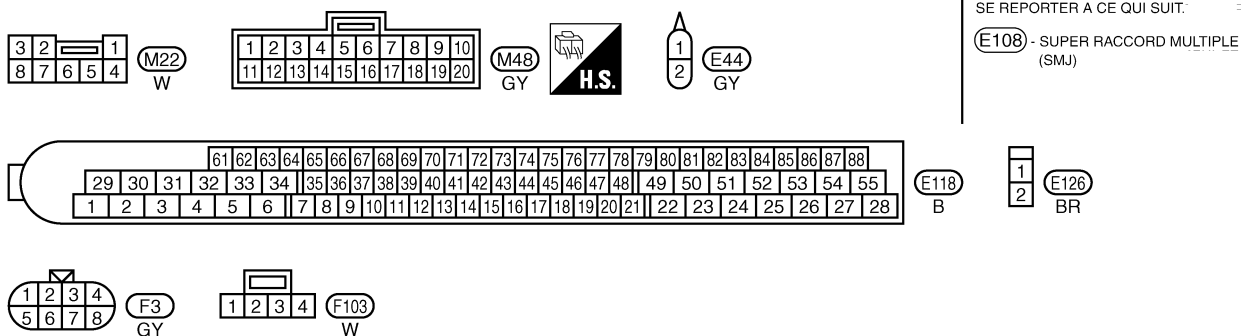 SE REPORTER A CE QUI SUIT.
E108 - SUPER RACCORD MULTIPLE
(SMJ)
3 2 1
8 7 6 5 4
M22
W
1 2 3 4 5 6 7 8 9 10
11 12 13 14 15 16 17 18 19 20
M48
GY
H.S.
1
2
E44
GY
61 62 63 64 65 66 67 68 69 70 71 72 73 74 75 76 77 78 79 80 81 82 83 84 85 86 87 88
29 30 31 32 33 34 35 36 37 38 39 40 41 42 43 44 45 46 47 48 49 50 51 52 53 54 55
1 2 3 4 5 6 7 8 9 10 11 12 13 14 15 16 17 18 19 20 21 22 23 24 25 26 27 28
E118
B
1
2
E126
BR
1 2 3 4
5 6 7 8
F3
GY
1 2 3 4
F103
W